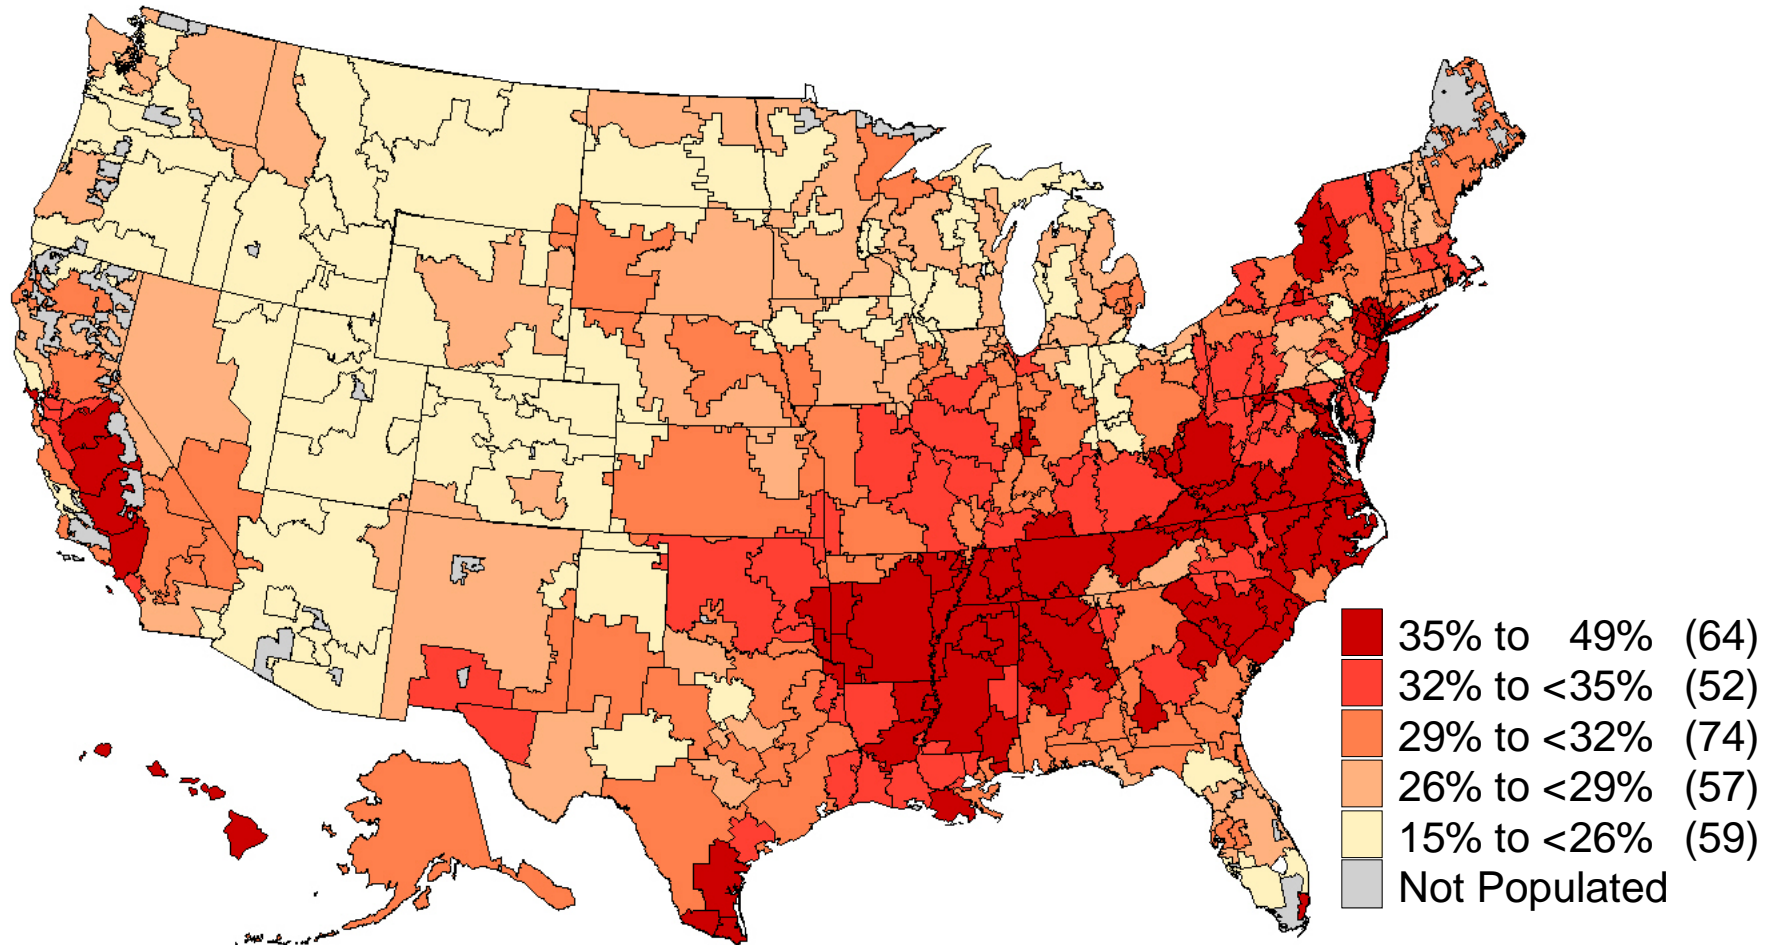 35% to 49% (64)
32% to <35% (52)
29% to <32% (74)
26% to <29% (57)
15% to <26% (59)
Not Populated